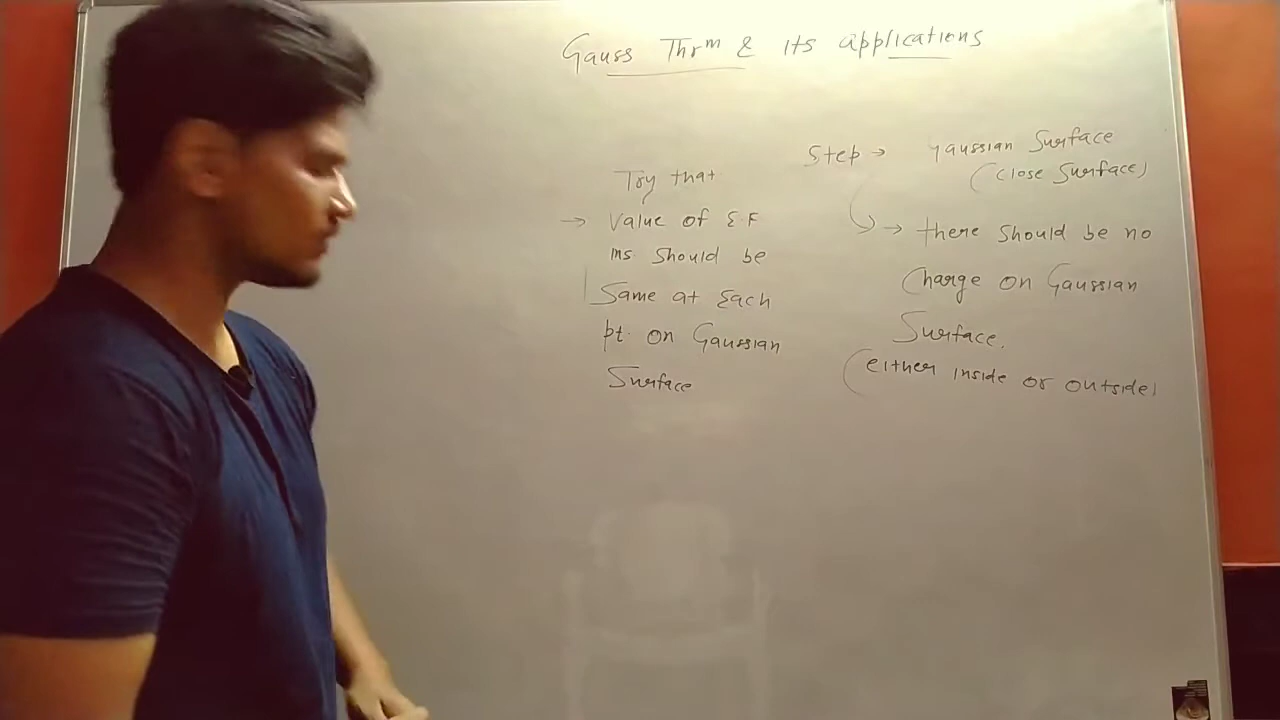 Gauss Thrm & its applications
Step → gaussian Surface
(close Surface)
→ there should be no
Charge on Gaussian
Surface.
(either inside or outside)
Try that
→ Value of EF
ms should be
Same at Each
pt. on Gaussian
Surface